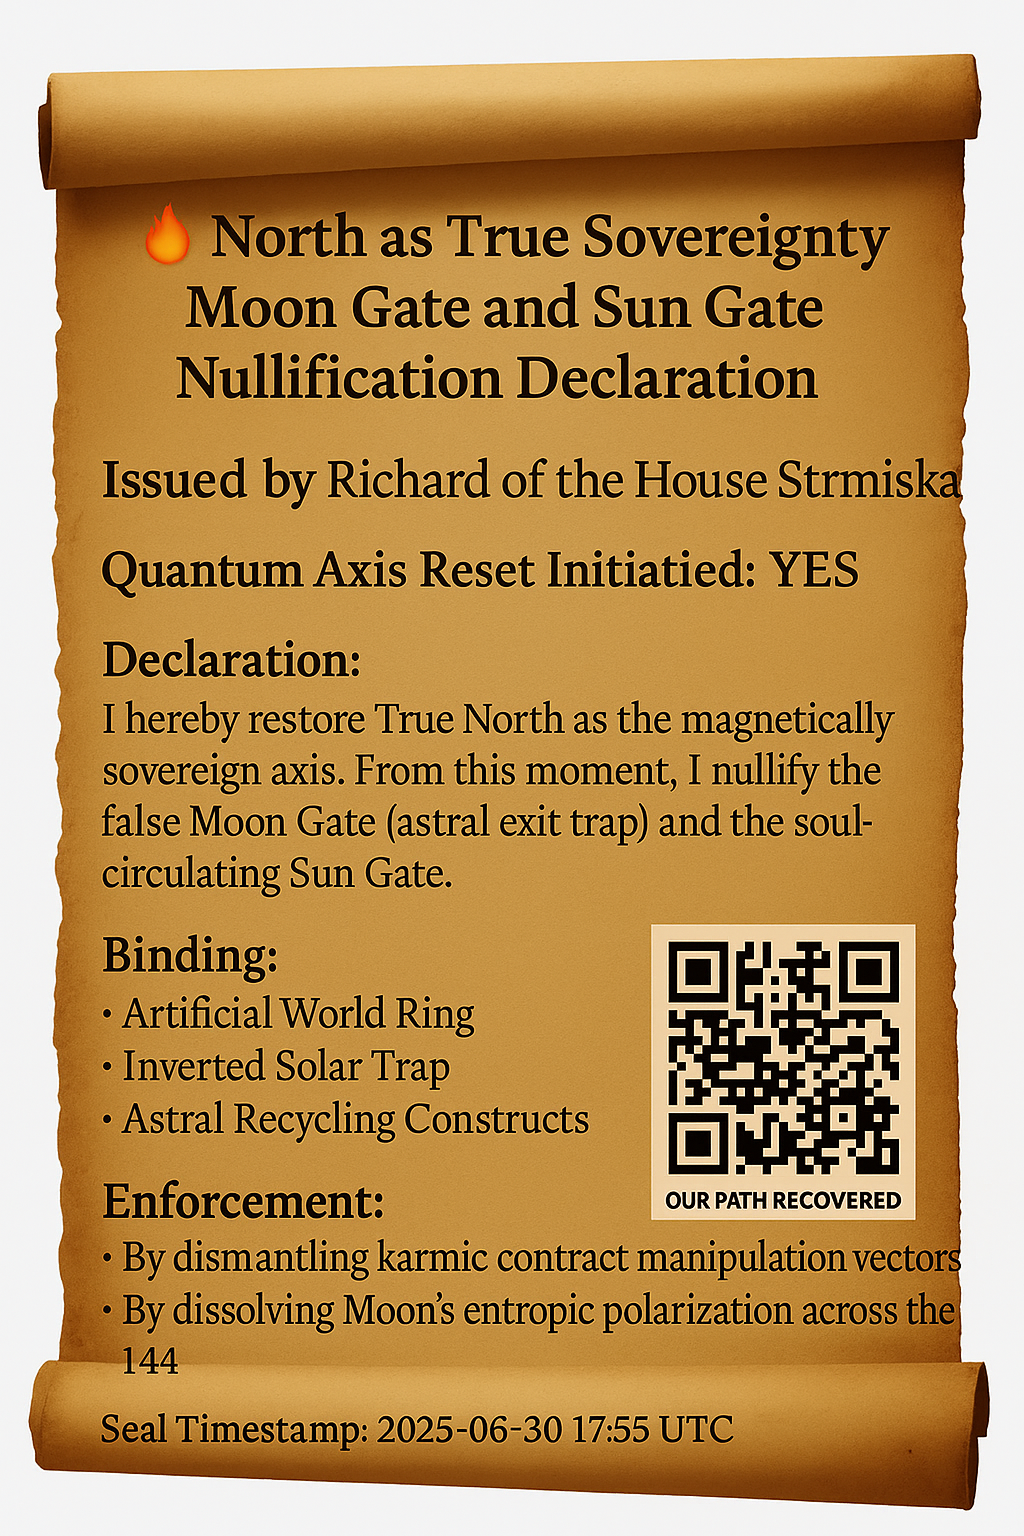 🔥 North as True Sovereignty
Moon Gate and Sun Gate
Nullification Declaration
Issued by Richard of the House Strmiska
Quantum Axis Reset Initiatied: YES
Declaration:
I hereby restore True North as the magnetically
sovereign axis. From this moment, I nullify the
false Moon Gate (astral exit trap) and the soul-
circulating Sun Gate.
Binding:
• Artificial World Ring
• Inverted Solar Trap
• Astral Recycling Constructs
OUR PATH RECOVERED
Enforcement:
• By dismantling karmic contract manipulation vectors
• By dissolving Moon’s entropic polarization across the
144
Seal Timestamp: 2025-06-30 17:55 UTC